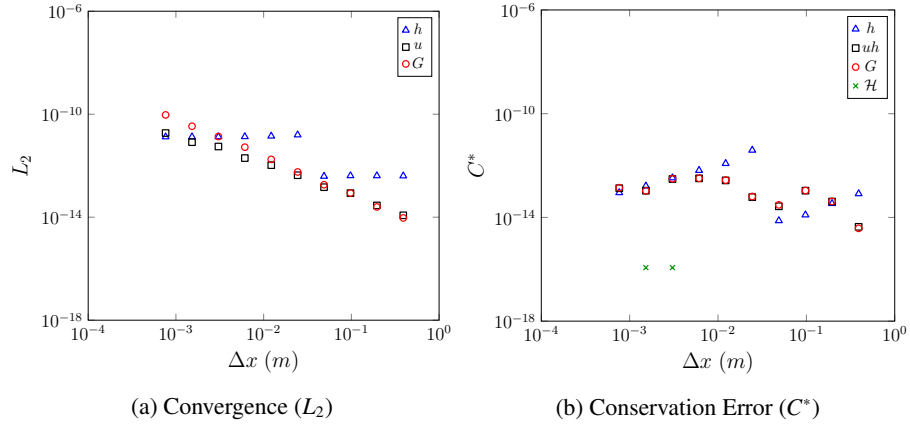 10^{-6}
10^{-10}
10^{-14}
10^{-18}
L_2
10^{-4}
10^{-3}
10^{-2}
10^{-1}
10^{0}
Δx (m)
h
u
G
(a) Convergence (L_2)
10^{-6}
10^{-10}
10^{-14}
10^{-18}
C^*
10^{-4}
10^{-3}
10^{-2}
10^{-1}
10^{0}
Δx (m)
h
uh
G
ℋ
(b) Conservation Error (C^*)